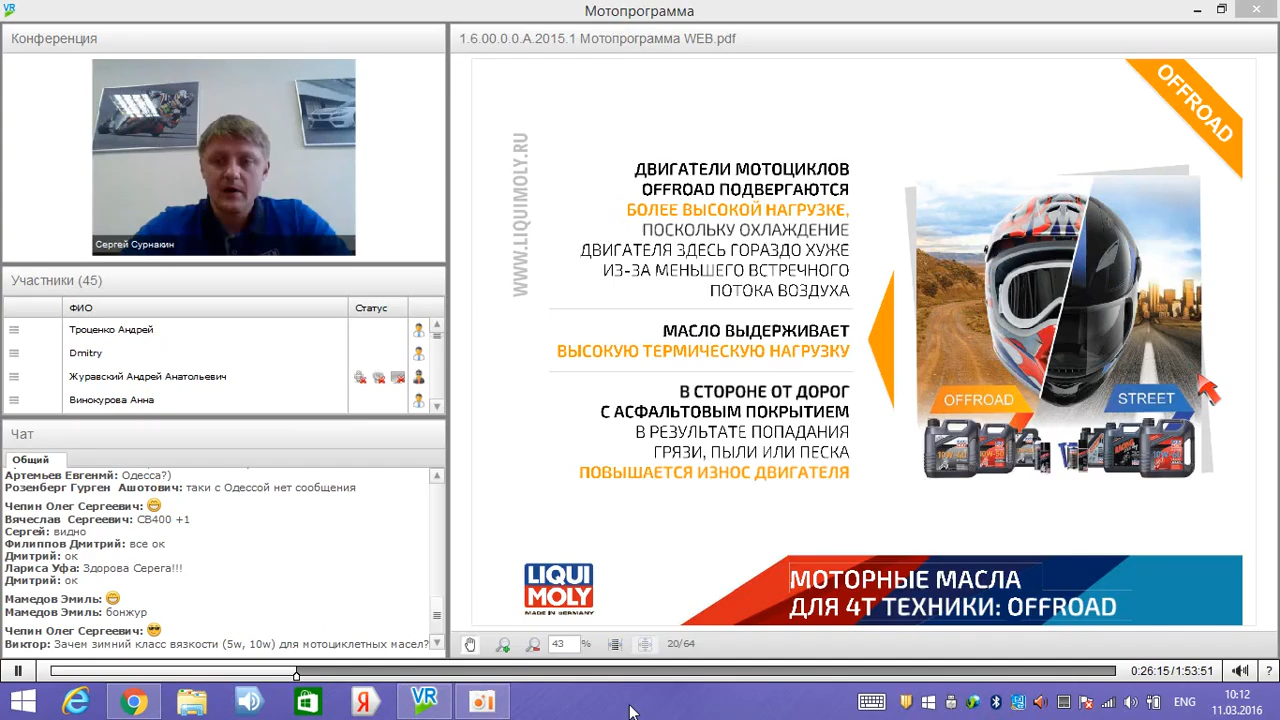 Мотопрограмма
Конференция
Сергей Сурнакин
Участники (45)
ФИО
Статус
Троценко Андрей
Dmitry
Журавский Андрей Анатольевич
Винокурова Анна
Чат
Общий
Артемьев Евгенмй: Одесса?)
Розенберг Гурген Ашотович: таки с Одессой нет сообщения
Чепин Олег Сергеевич:
Вячеслав Сергеевич: СВ400 +1
Сергей: видно
Филиппов Дмитрий: все ок
Дмитрий: ок
Лариса Уфа: Здорова Серега!!!
Дмитрий: ок
Мамедов Эмиль:
Мамедов Эмиль: бонжур
Чепин Олег Сергеевич:
Виктор: Зачем зимний класс вязкости (5w, 10w) для мотоциклетных масел?
1.6.00.0.0.A.2015.1 Мотопрограмма WEB.pdf
OFFROAD
WWW.LIQUIMOLY.RU
ДВИГАТЕЛИ МОТОЦИКЛОВ
OFFROAD ПОДВЕРГАЮТСЯ
БОЛЕЕ ВЫСОКОЙ НАГРУЗКЕ,
ПОСКОЛЬКУ ОХЛАЖДЕНИЕ
ДВИГАТЕЛЯ ЗДЕСЬ ГОРАЗДО ХУЖЕ
ИЗ-ЗА МЕНЬШЕГО ВСТРЕЧНОГО
ПОТОКА ВОЗДУХА
МАСЛО ВЫДЕРЖИВАЕТ
ВЫСОКУЮ ТЕРМИЧЕСКУЮ НАГРУЗКУ
В СТОРОНЕ ОТ ДОРОГ
С АСФАЛЬТОВЫМ ПОКРЫТИЕМ
В РЕЗУЛЬТАТЕ ПОПАДАНИЯ
ГРЯЗИ, ПЫЛИ ИЛИ ПЕСКА
ПОВЫШАЕТСЯ ИЗНОС ДВИГАТЕЛЯ
OFFROAD
STREET
LIQUI
MOLY
MADE IN GERMANY
МОТОРНЫЕ МАСЛА
ДЛЯ 4Т ТЕХНИКИ: OFFROAD
43 %
20/64
0:26:15/1:53:51
?
VR
ENG
10:12
11.03.2016